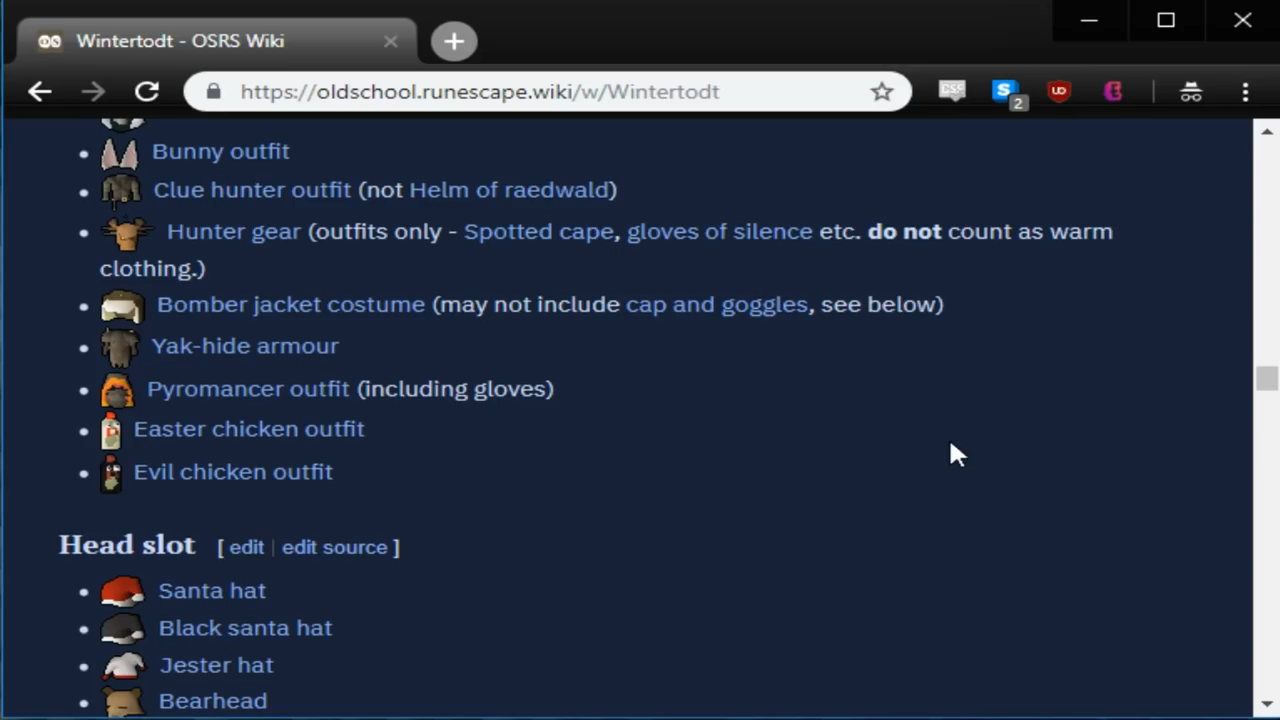 Wintertodt - OSRS Wiki
https://oldschool.runescape.wiki/w/Wintertodt
CSP
S
2
UD
Bunny outfit
Clue hunter outfit (not Helm of raedwald)
Hunter gear (outfits only - Spotted cape, gloves of silence etc. do not count as warm
clothing.)
Bomber jacket costume (may not include cap and goggles, see below)
Yak-hide armour
Pyromancer outfit (including gloves)
Easter chicken outfit
Evil chicken outfit
Head slot [ edit | edit source ]
Santa hat
Black santa hat
Jester hat
Bearhead